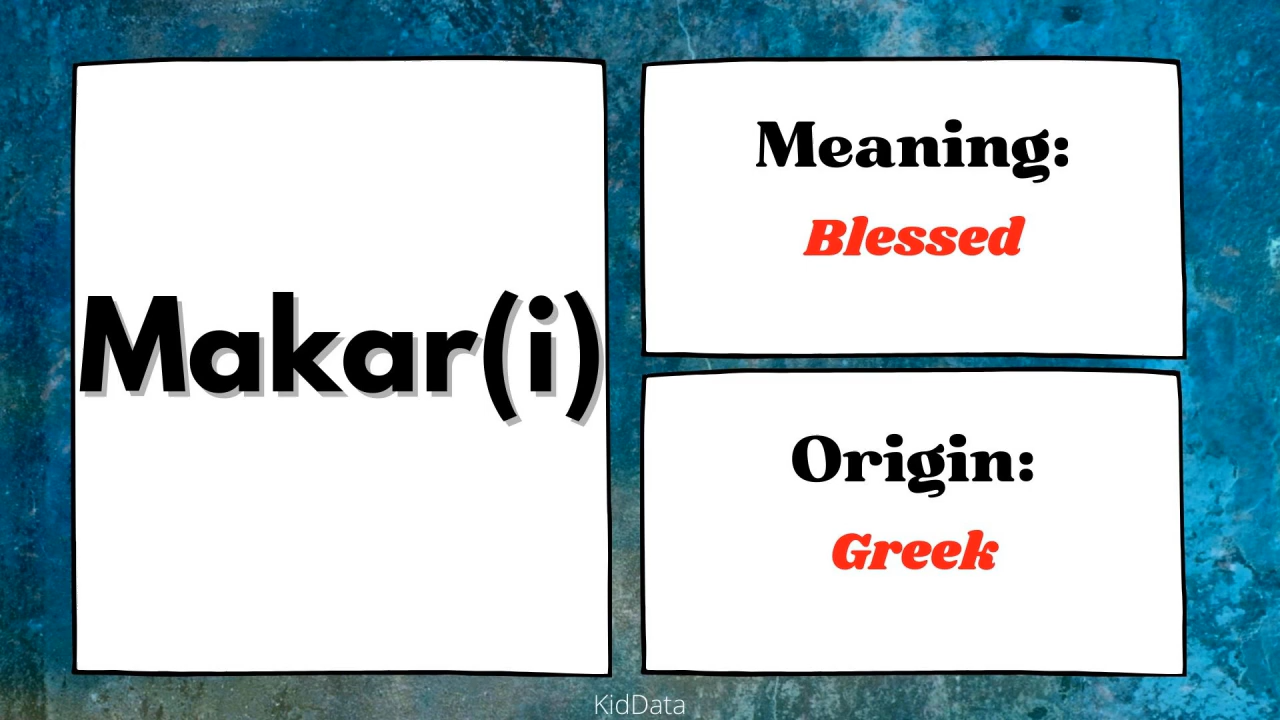 Makar(i)
Meaning:
Blessed
Origin:
Greek
KidData